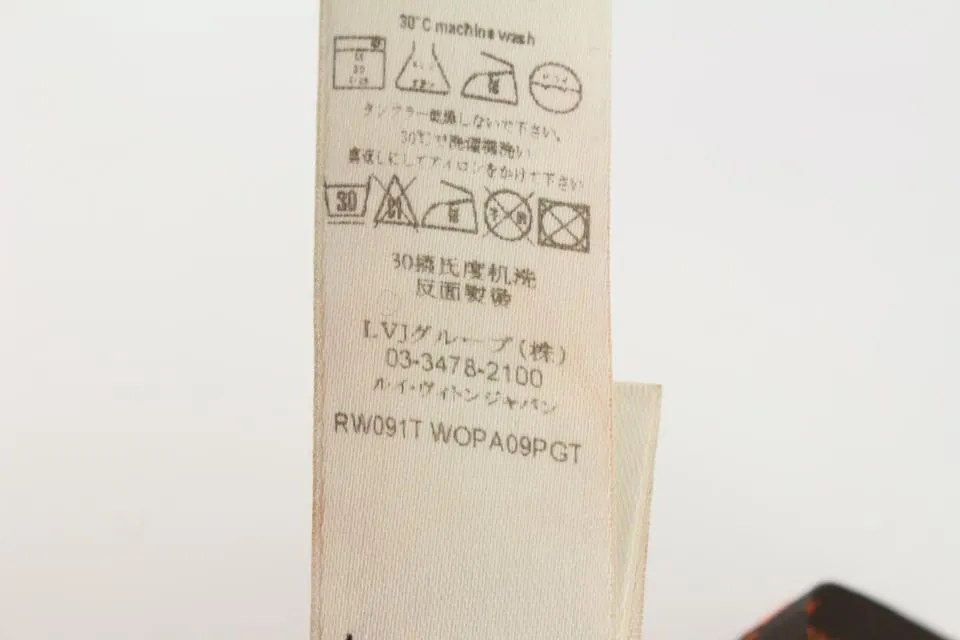 30°C machine wash
タンブラー乾燥しないで下さい。
30℃で洗濯機洗い
裏返しにしてアイロンをかけて下さい
30
30摄氏度机洗
反面製後
LVJグループ(株)
03-3478-2100
ルイ・ヴィトン ジャパン
RW091T WOPA09PGT